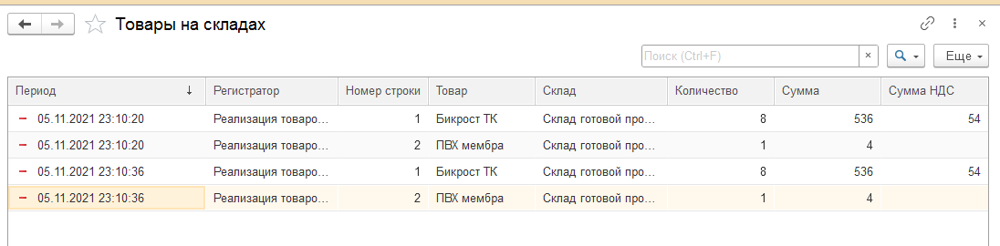 Товары на складах
Поиск (Ctrl+F) × Еще
Период ↓ Регистратор Номер строки Товар Склад Количество Сумма Сумма НДС
05.11.2021 23:10:20 Реализация товаро... 1 Бикрост ТК Склад готовой про... 8 536 54
05.11.2021 23:10:20 Реализация товаро... 2 ПВХ мембра Склад готовой про... 1 4
05.11.2021 23:10:36 Реализация товаро... 1 Бикрост ТК Склад готовой про... 8 536 54
05.11.2021 23:10:36 Реализация товаро... 2 ПВХ мембра Склад готовой про... 1 4